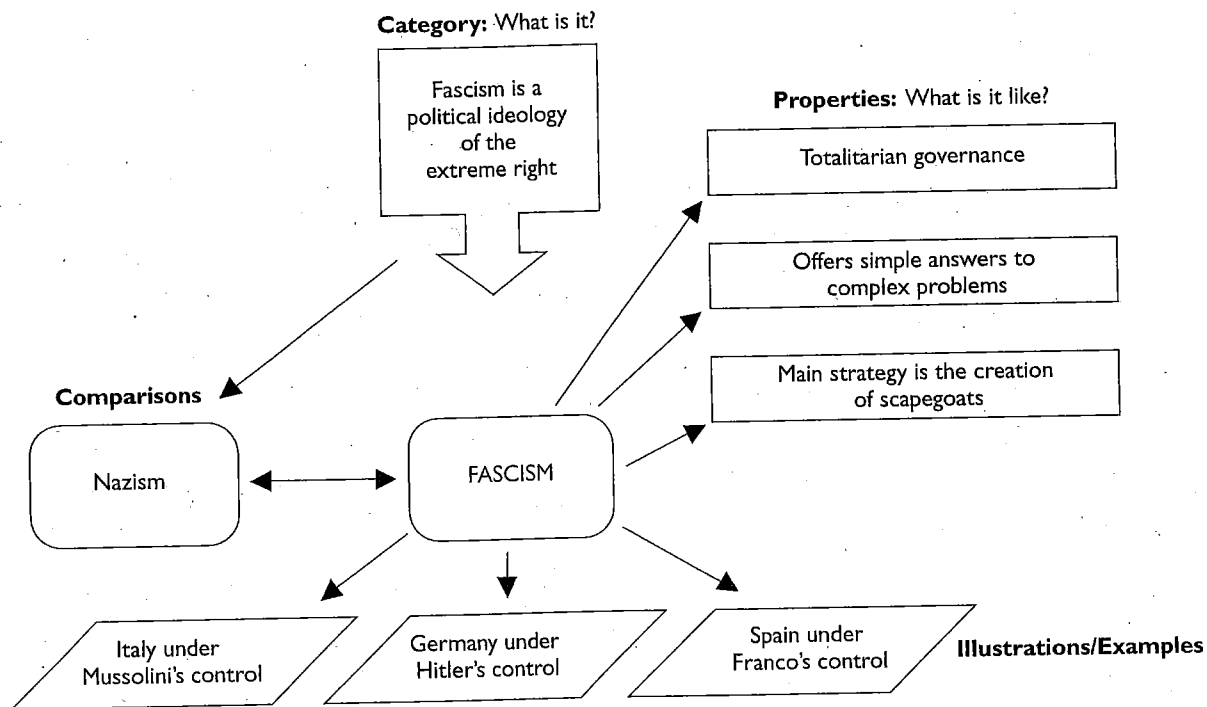 Category: What is it?
Fascism is a
political ideology
of the
extreme right
Properties: What is it like?
Totalitarian governance
Offers simple answers to
complex problems
Main strategy is the creation
of scapegoats
Comparisons
Nazism
FASCISM
Italy under
Mussolini's control
Germany under
Hitler's control
Spain under
Franco's control
Illustrations/Examples